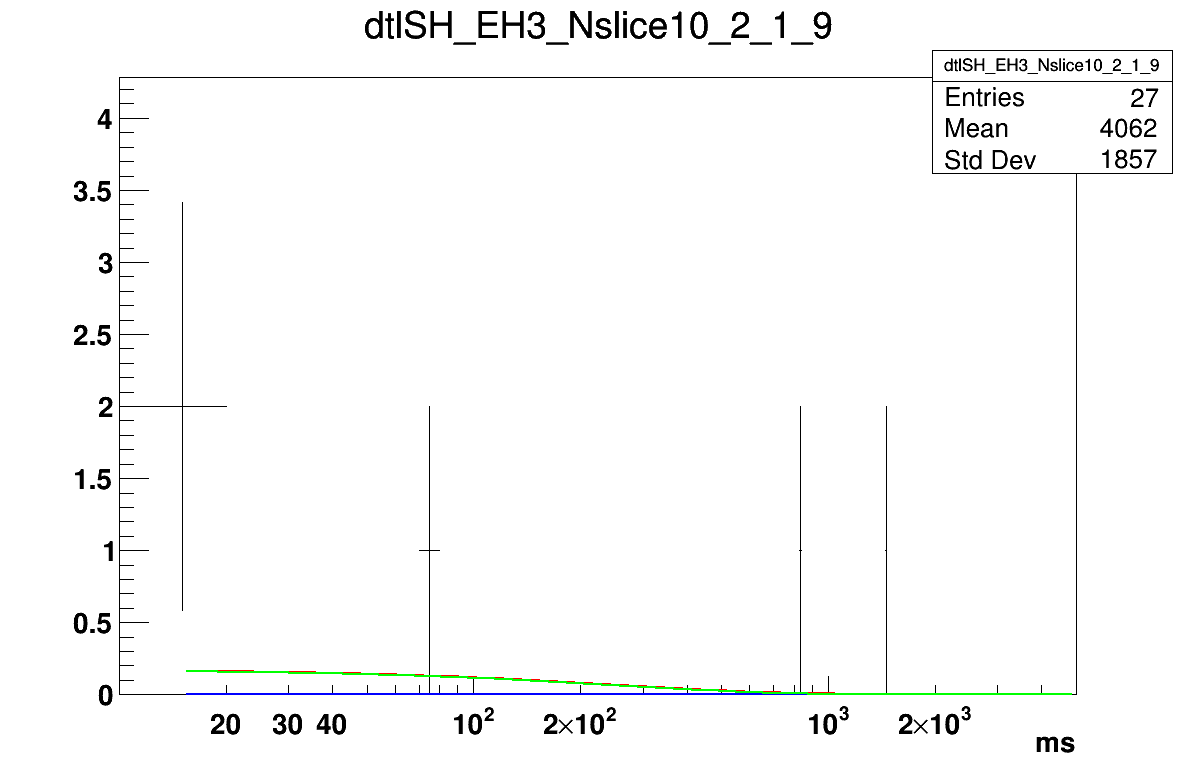 dtlSH_EH3_Nslice10_2_1_9
dtlSH_EH3_Nslice10_2_1_9
Entries 27
Mean 4062
Std Dev 1857
4
3.5
3
2.5
2
1.5
1
0.5
0
20 30 40 10² 2×10² 10³ 2×10³
ms